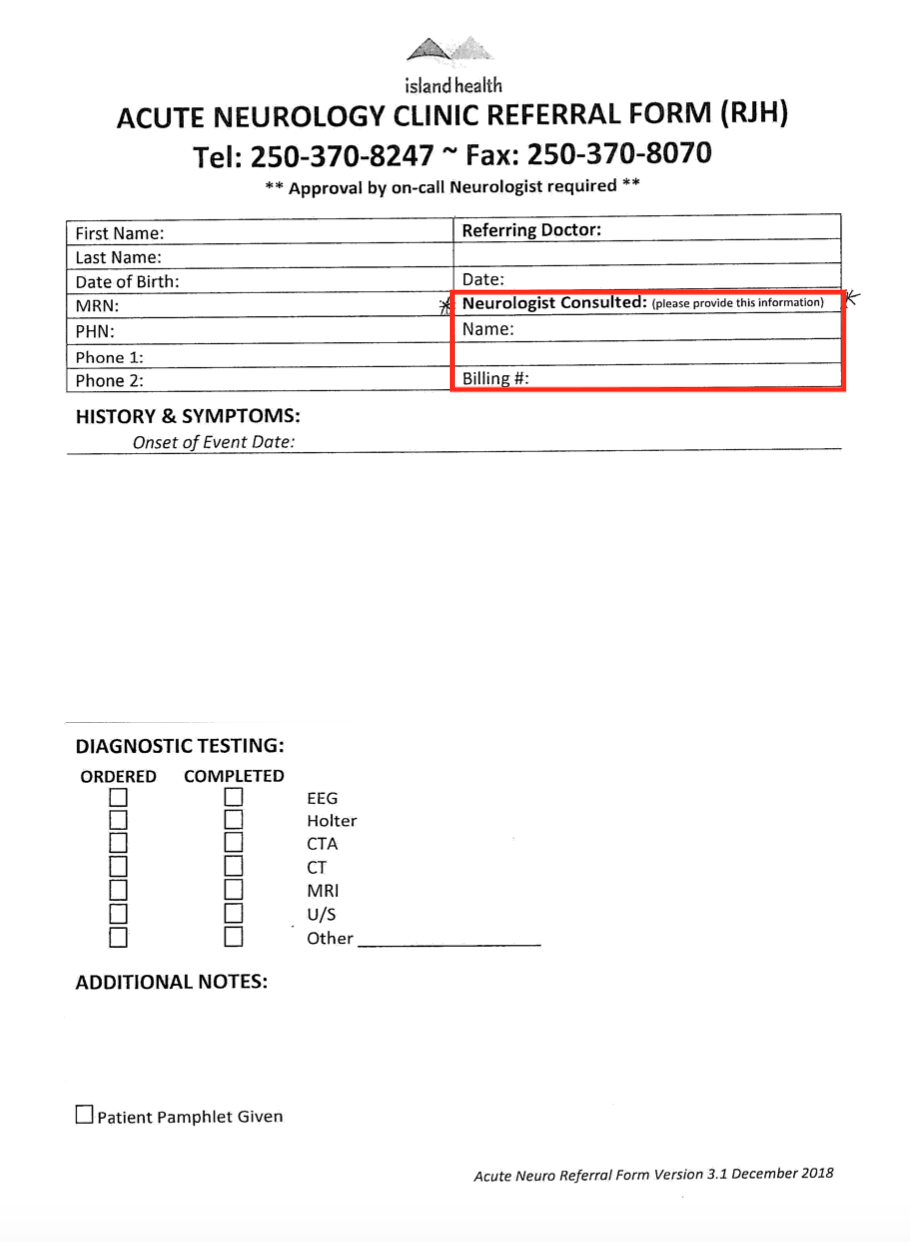 island health
ACUTE NEUROLOGY CLINIC REFERRAL FORM (RJH)
Tel: 250-370-8247 ~ Fax: 250-370-8070
** Approval by on-call Neurologist required **
First Name:
Referring Doctor:
Last Name:
Date of Birth:
Date:
MRN:
* Neurologist Consulted: (please provide this information) *
PHN:
Name:
Phone 1:
Phone 2:
Billing #:
HISTORY & SYMPTOMS:
Onset of Event Date:
DIAGNOSTIC TESTING:
ORDERED COMPLETED
EEG
Holter
CTA
CT
MRI
U/S
Other
ADDITIONAL NOTES:
Patient Pamphlet Given
Acute Neuro Referral Form Version 3.1 December 2018